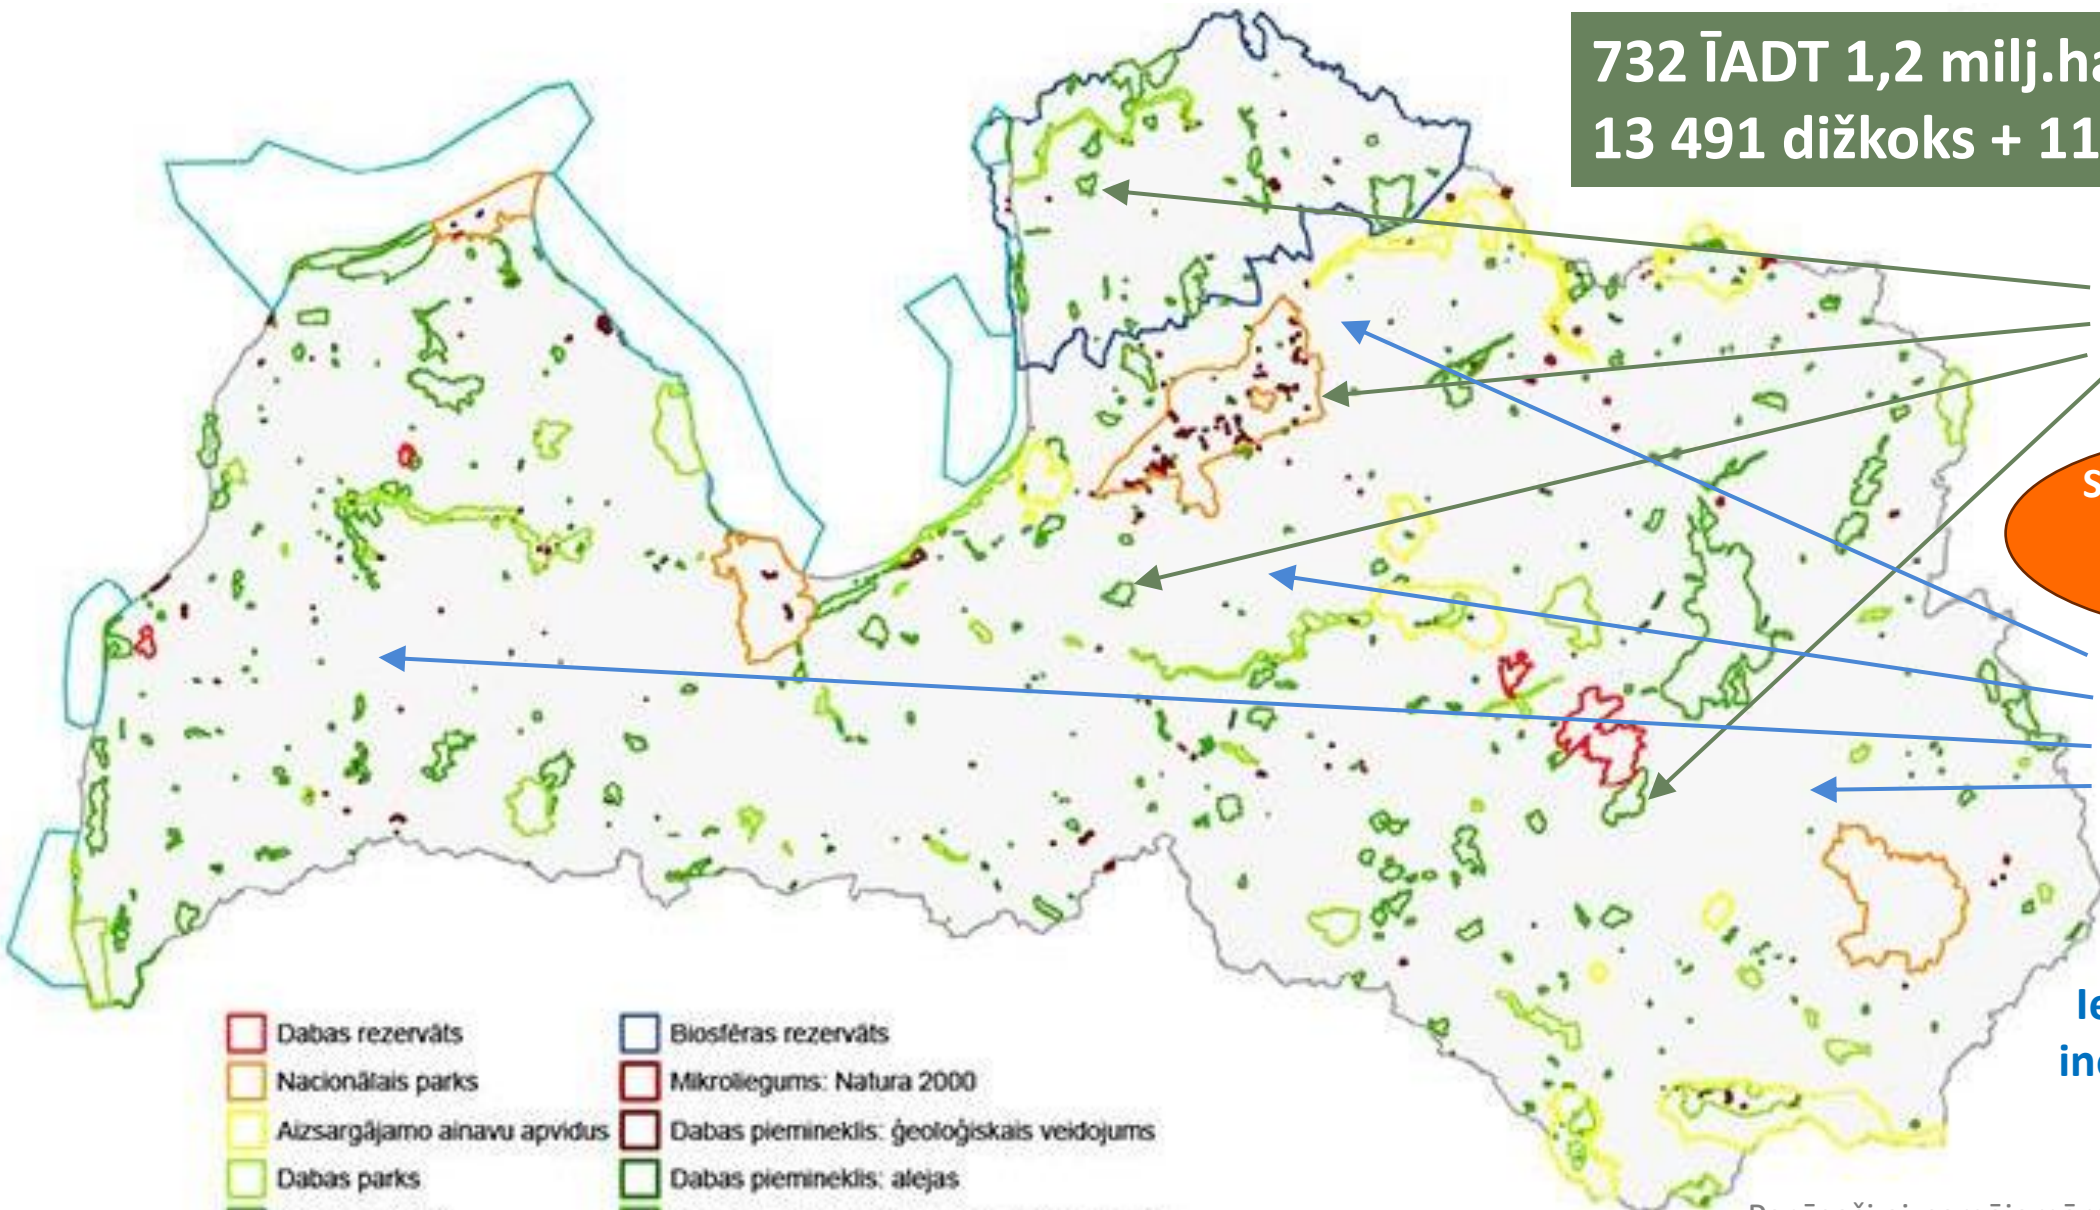 732 ĪADT 1,2 milj.ha
13 491 dižkoks + 11
S
Ie
Dabas rezervāts
Nacionālais parks
Aizsargājamo ainavu apvidus
Dabas parks
Biosfēras rezervāts
Mikroliegums: Natura 2000
Dabas piemineklis: ģeoloģiskais veidojums
Dabas piemineklis: alejas